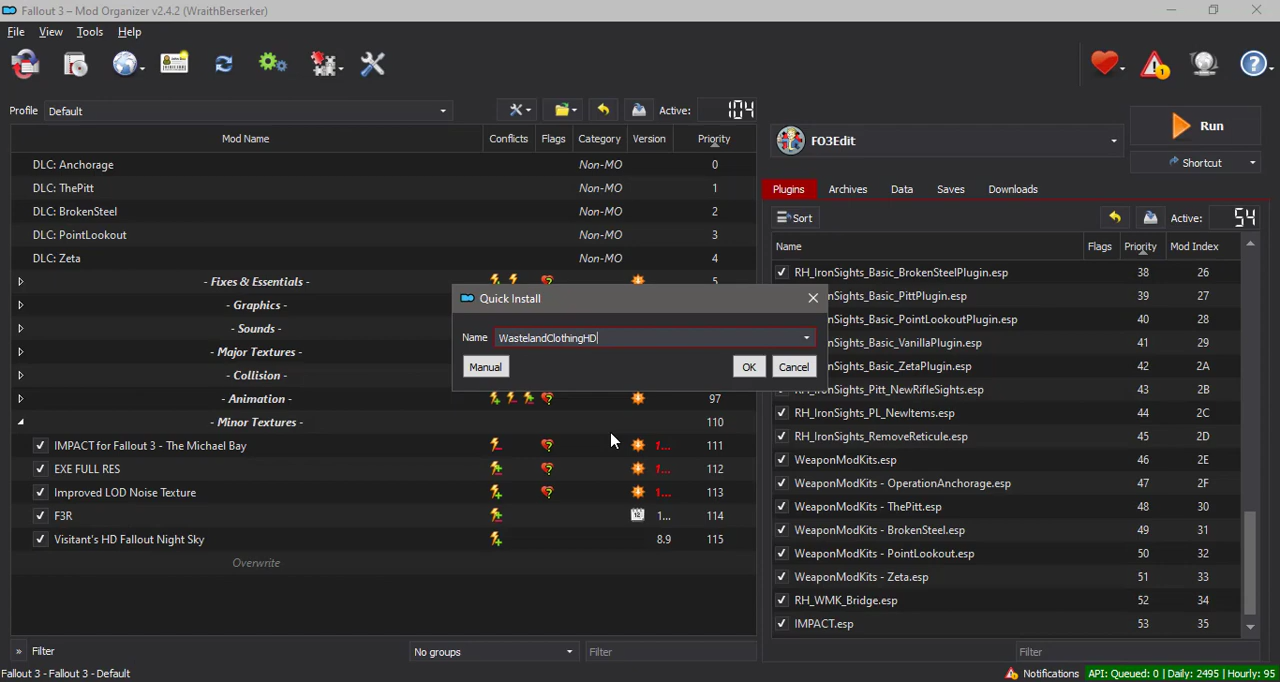 Fallout 3 – Mod Organizer v2.4.2 (WraithBerserker)
File View Tools Help
Profile Default Active: 104
Mod Name Conflicts Flags Category Version Priority
DLC: Anchorage Non-MO 0
DLC: ThePitt Non-MO 1
DLC: BrokenSteel Non-MO 2
DLC: PointLookout Non-MO 3
DLC: Zeta Non-MO 4
- Fixes & Essentials - 5
- Graphics -
- Sounds -
- Major Textures -
- Collision -
- Animation - 97
- Minor Textures - 110
IMPACT for Fallout 3 - The Michael Bay 1... 111
EXE FULL RES 1... 112
Improved LOD Noise Texture 1... 113
F3R 1... 114
Visitant's HD Fallout Night Sky 8.9 115
Overwrite
» Filter No groups Filter
Fallout 3 - Fallout 3 - Default
Quick Install
Name WastelandClothingHD
Manual OK Cancel
FO3Edit Run
Shortcut
Plugins Archives Data Saves Downloads
Sort Active: 54
Name Flags Priority Mod Index
RH_IronSights_Basic_BrokenSteelPlugin.esp 38 26
Sights_Basic_PittPlugin.esp 39 27
Sights_Basic_PointLookoutPlugin.esp 40 28
Sights_Basic_VanillaPlugin.esp 41 29
Sights_Basic_ZetaPlugin.esp 42 2A
RH_IronSights_Pitt_NewRifleSights.esp 43 2B
RH_IronSights_PL_NewItems.esp 44 2C
RH_IronSights_RemoveReticule.esp 45 2D
WeaponModKits.esp 46 2E
WeaponModKits - OperationAnchorage.esp 47 2F
WeaponModKits - ThePitt.esp 48 30
WeaponModKits - BrokenSteel.esp 49 31
WeaponModKits - PointLookout.esp 50 32
WeaponModKits - Zeta.esp 51 33
RH_WMK_Bridge.esp 52 34
IMPACT.esp 53 35
Filter
Notifications API: Queued: 0 | Daily: 2495 | Hourly: 95